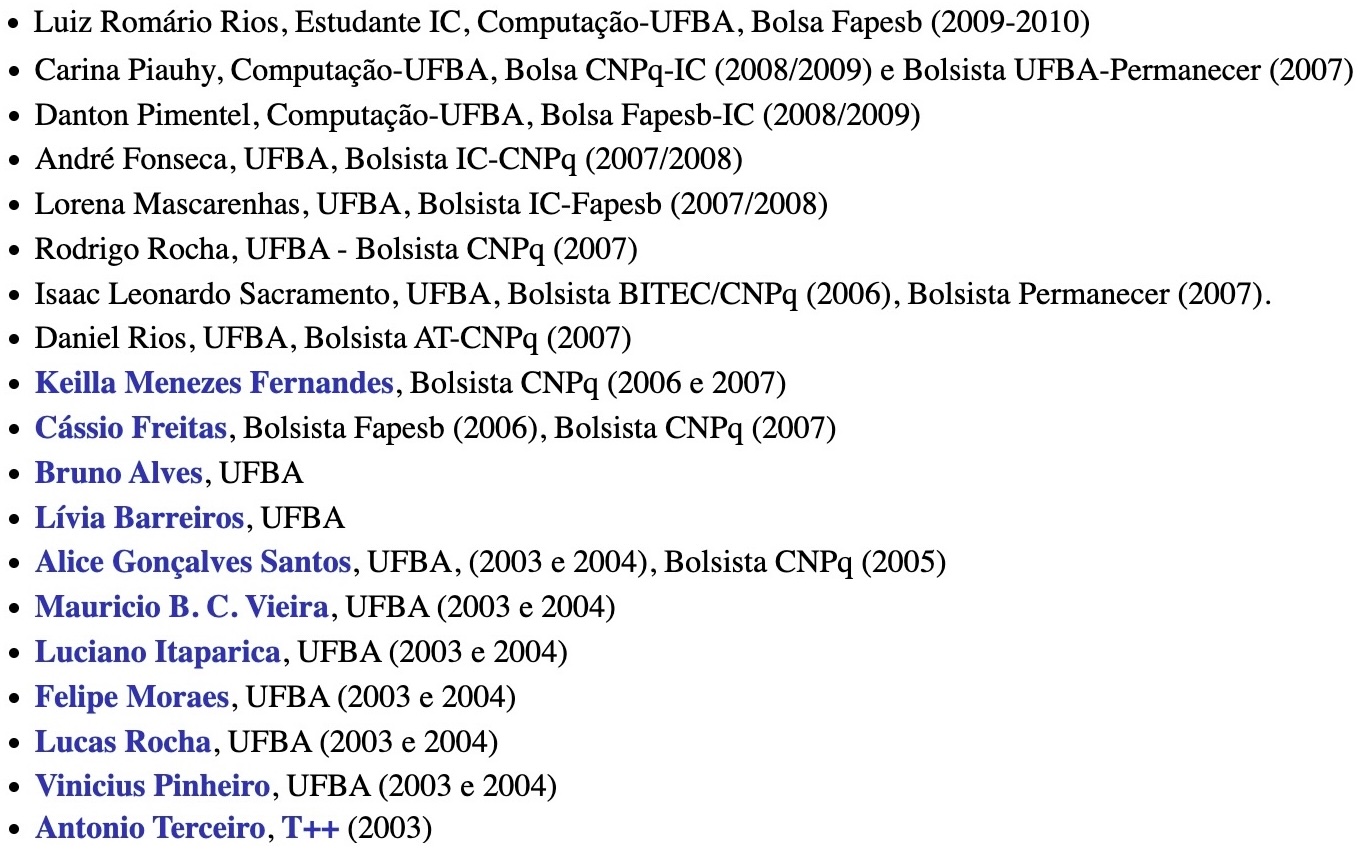 • Luiz Romário Rios, Estudante IC, Computação-UFBA, Bolsa Fapesb (2009-2010)
• Carina Piauhy, Computação-UFBA, Bolsa CNPq-IC (2008/2009) e Bolsista UFBA-Permanecer (2007)
• Danton Pimentel, Computação-UFBA, Bolsa Fapesb-IC (2008/2009)
• André Fonseca, UFBA, Bolsista IC-CNPq (2007/2008)
• Lorena Mascarenhas, UFBA, Bolsista IC-Fapesb (2007/2008)
• Rodrigo Rocha, UFBA - Bolsista CNPq (2007)
• Isaac Leonardo Sacramento, UFBA, Bolsista BITEC/CNPq (2006), Bolsista Permanecer (2007).
• Daniel Rios, UFBA, Bolsista AT-CNPq (2007)
• Keilla Menezes Fernandes, Bolsista CNPq (2006 e 2007)
• Cássio Freitas, Bolsista Fapesb (2006), Bolsista CNPq (2007)
• Bruno Alves, UFBA
• Lívia Barreiros, UFBA
• Alice Gonçalves Santos, UFBA, (2003 e 2004), Bolsista CNPq (2005)
• Mauricio B. C. Vieira, UFBA (2003 e 2004)
• Luciano Itaparica, UFBA (2003 e 2004)
• Felipe Moraes, UFBA (2003 e 2004)
• Lucas Rocha, UFBA (2003 e 2004)
• Vinicius Pinheiro, UFBA (2003 e 2004)
• Antonio Terceiro, T++ (2003)